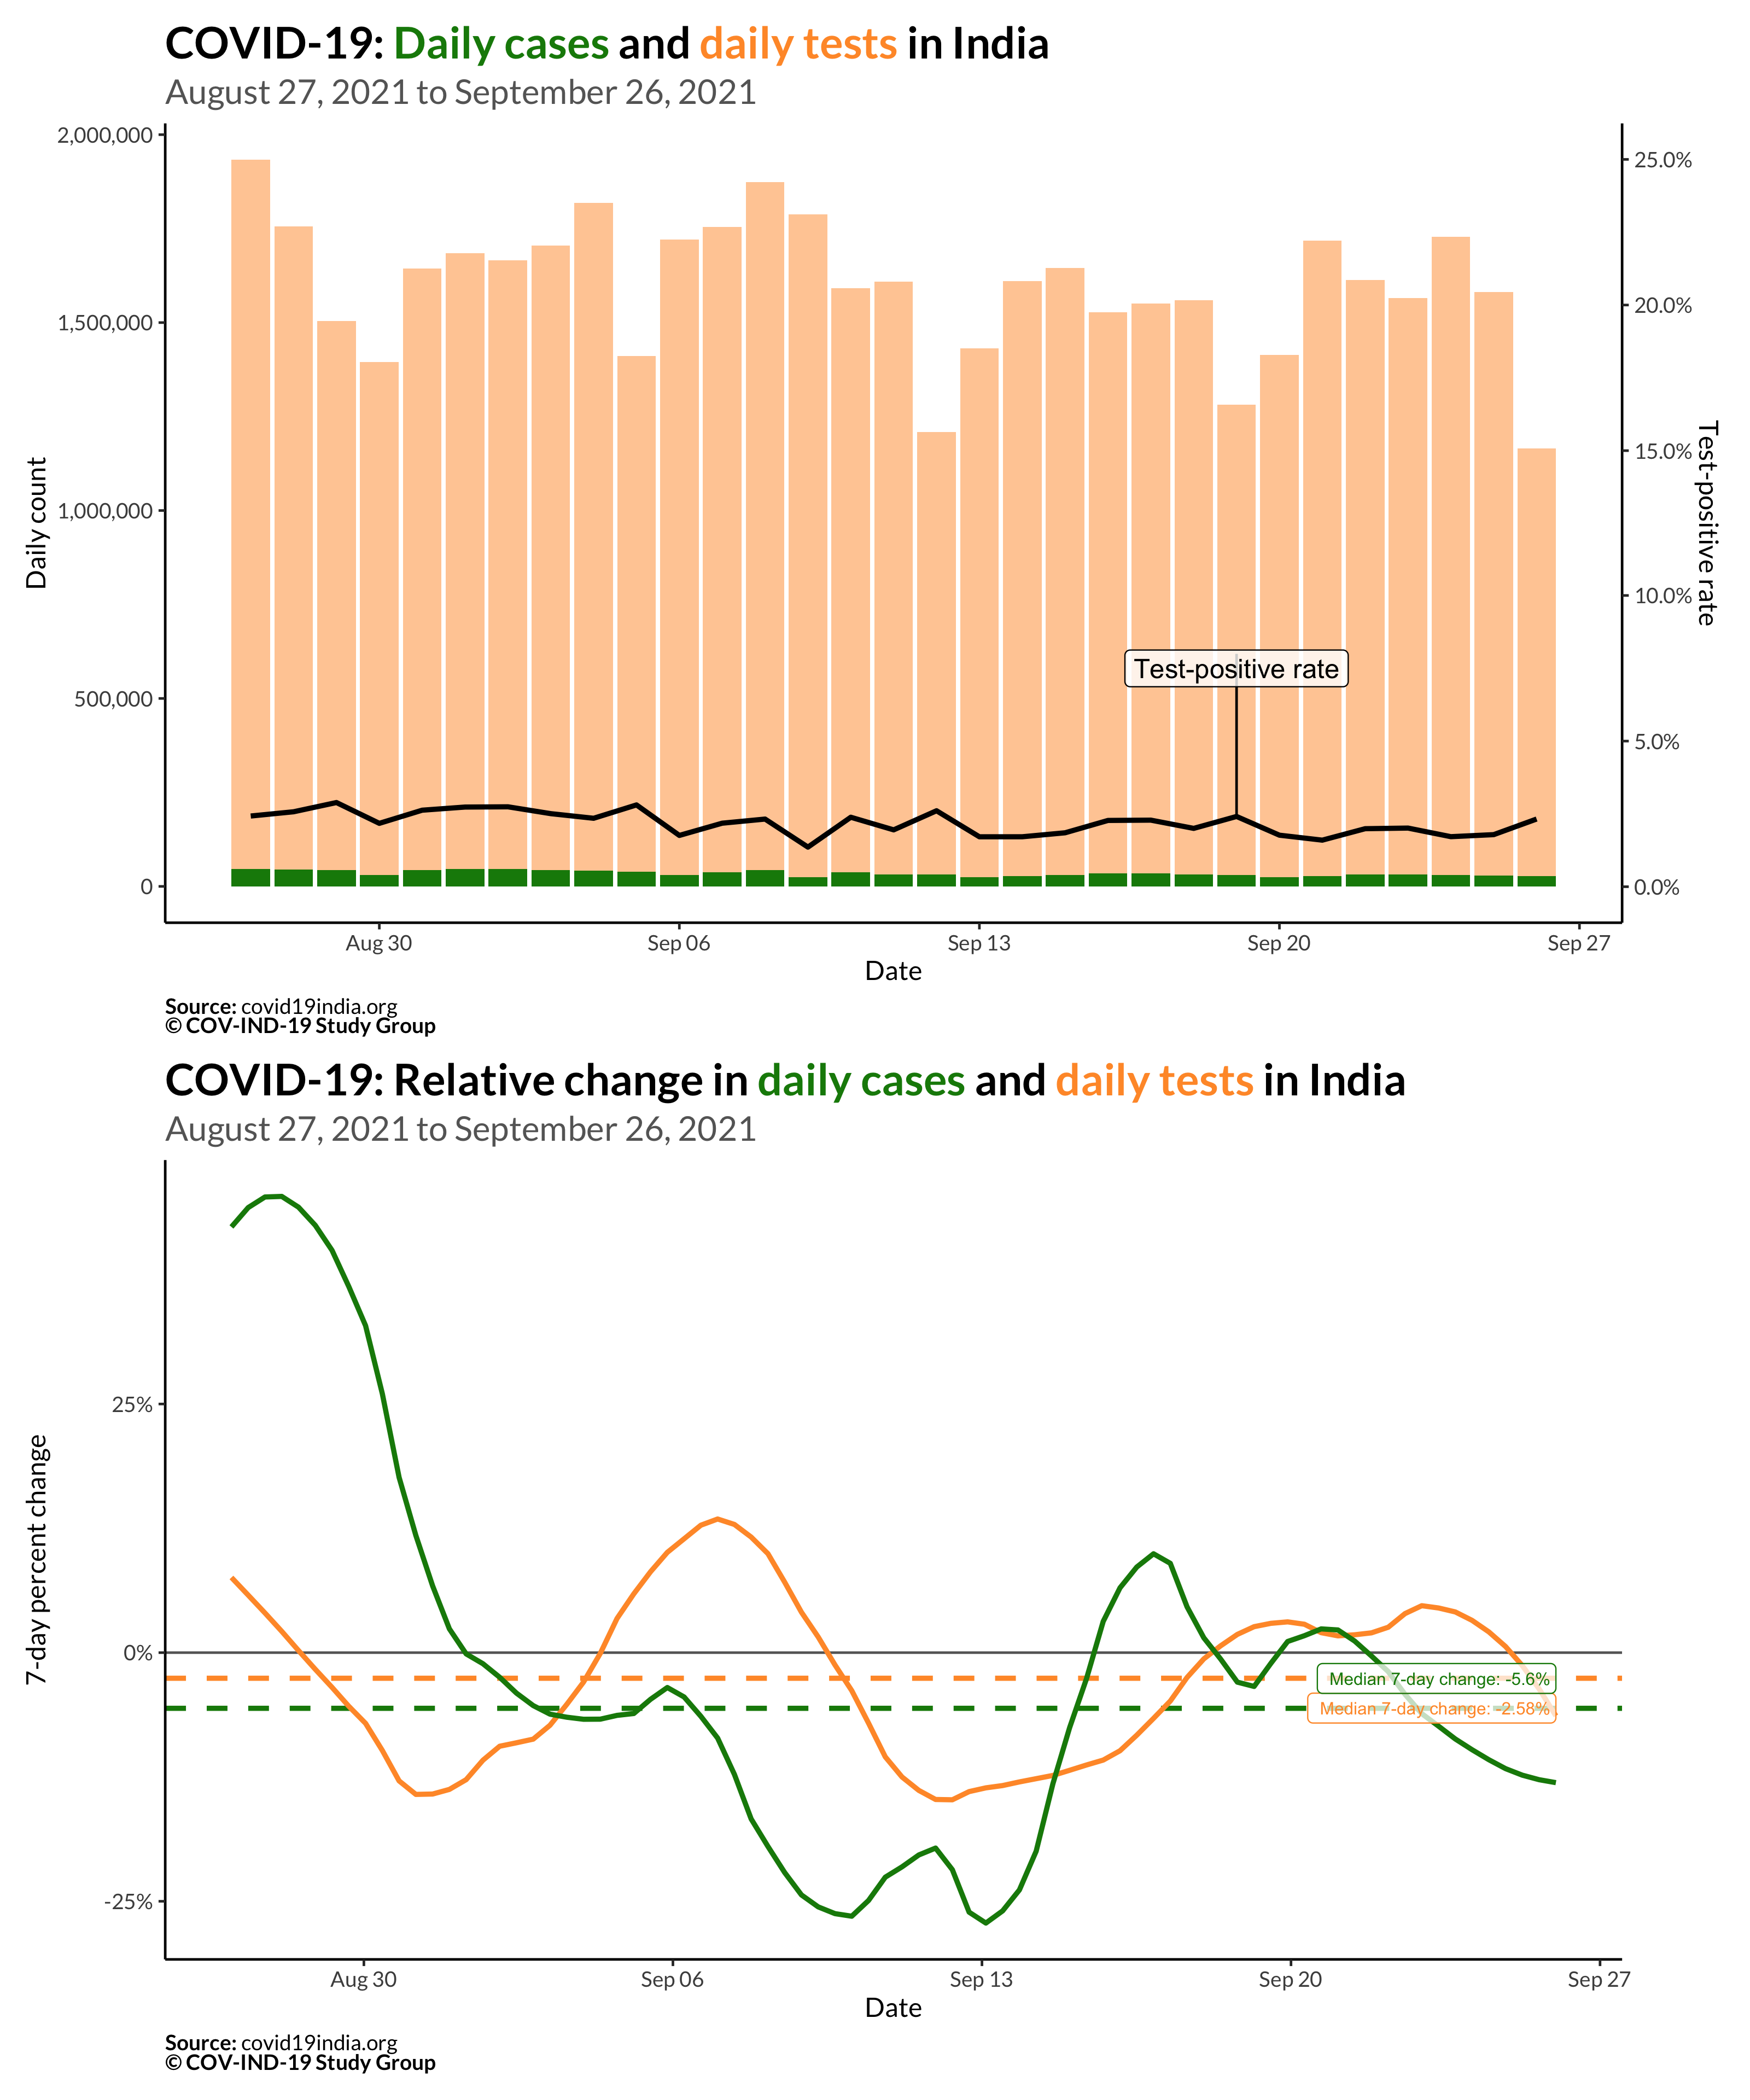 COVID-19: Daily cases and daily tests in India
August 27, 2021 to September 26, 2021
2,000,000
1,500,000
1,000,000
500,000
0
Daily count
25.0%
20.0%
15.0%
10.0%
5.0%
0.0%
Test-positive rate
Test-positive rate
Aug 30
Sep 06
Sep 13
Sep 20
Sep 27
Date
Source: covid19india.org
© COV-IND-19 Study Group
COVID-19: Relative change in daily cases and daily tests in India
August 27, 2021 to September 26, 2021
25%
0%
-25%
7-day percent change
Median 7-day change: -5.6%
Median 7-day change: -2.58%
Aug 30
Sep 06
Sep 13
Sep 20
Sep 27
Date
Source: covid19india.org
© COV-IND-19 Study Group